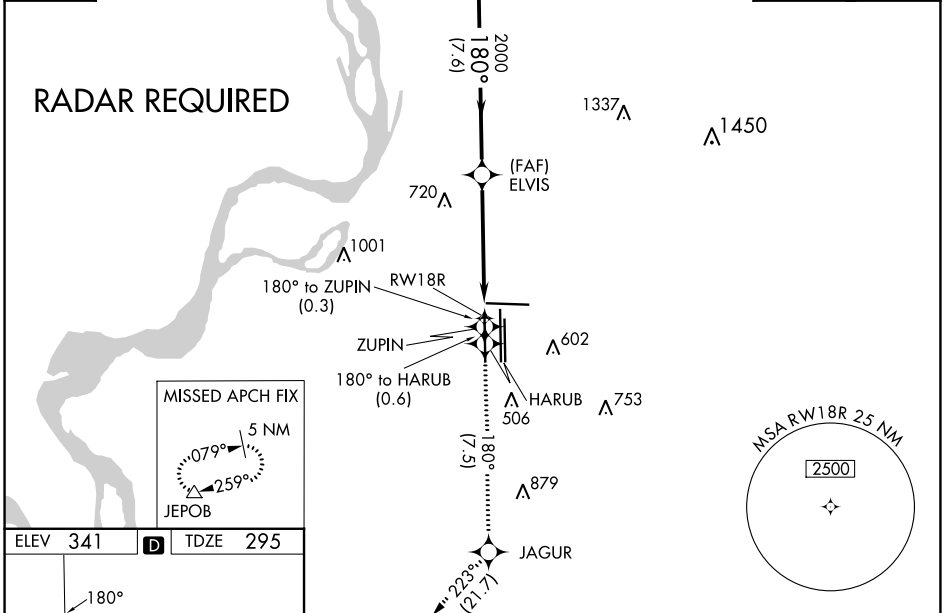 2000
180°
(7.6)
RADAR REQUIRED
1337
1450
(FAF)
ELVIS
720
1001
180° to ZUPIN
(0.3)
RW18R
ZUPIN
602
180° to HARUB
(0.6)
HARUB
506
753
MISSED APCH FIX
5 NM
079°
259°
JEPOB
180°
(7.5)
MSA RW18R 25 NM
2500
879
ELEV 341
D
TDZE 295
JAGUR
223°
(21.7)
180°